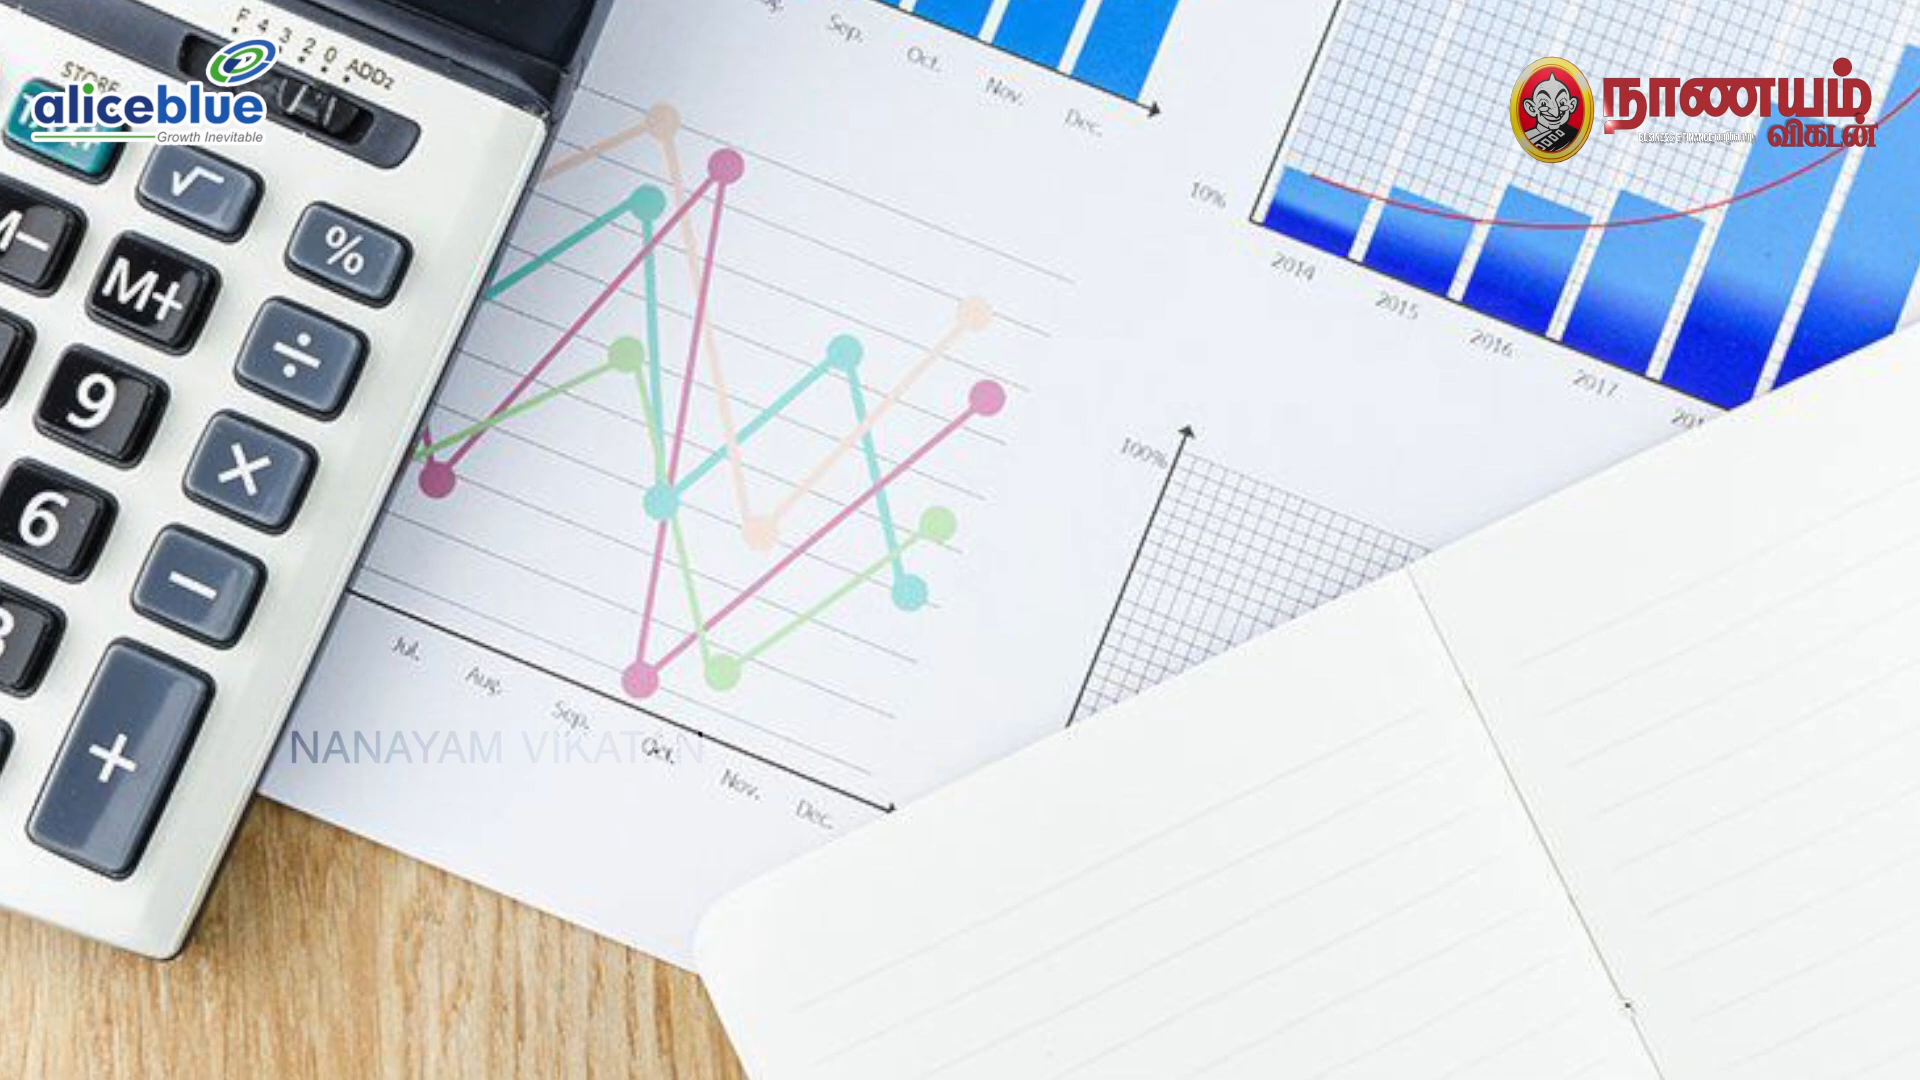 F 4 3 2 0 ADD₂
STORE
aliceblue
Growth Inevitable
நாணயம்
விகடன்
Sep.
Oct.
Nov.
Dec.
10%
2014
2015
2016
2017
√
%
M+
÷
9
×
6
−
+
100%
Jul.
Aug.
Sep.
Oct.
Nov.
Dec.
NANAYAM VIKATAN